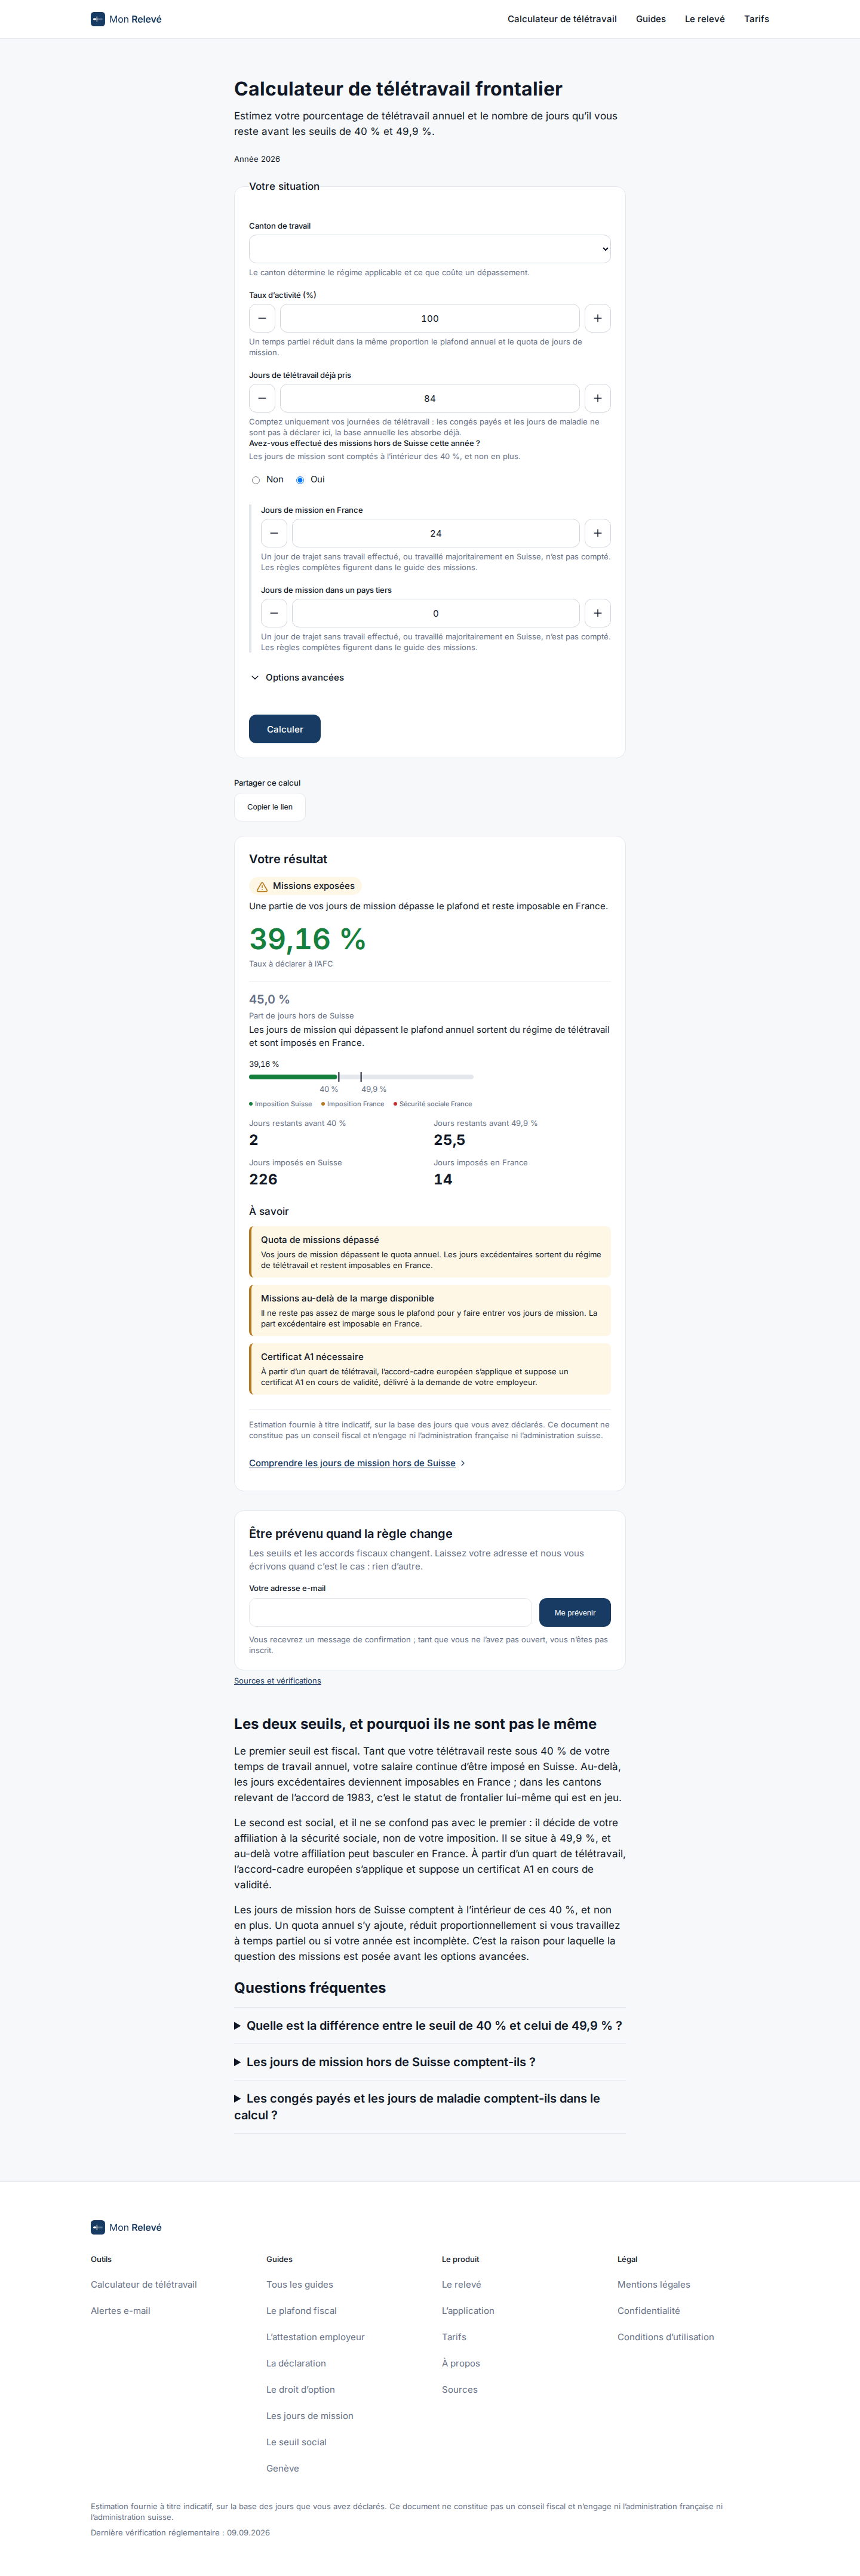 Mon Relevé
Calculateur de télétravail
Guides
Le relevé
Tarifs
Calculateur de télétravail frontalier
Estimez votre pourcentage de télétravail annuel et le nombre de jours qu’il vous
reste avant les seuils de 40 % et 49,9 %.
Année 2026
Votre situation
Canton de travail
Le canton détermine le régime applicable et ce que coûte un dépassement.
Taux d’activité (%)
− 100 +
Un temps partiel réduit dans la même proportion le plafond annuel et le quota de jours de
mission.
Jours de télétravail déjà pris
− 84 +
Comptez uniquement vos journées de télétravail : les congés payés et les jours de maladie ne
sont pas à déclarer ici, la base annuelle les absorbe déjà.
Avez-vous effectué des missions hors de Suisse cette année ?
Les jours de mission sont comptés à l’intérieur des 40 %, et non en plus.
Non Oui
Jours de mission en France
− 24 +
Un jour de trajet sans travail effectué, ou travaillé majoritairement en Suisse, n’est pas compté.
Les règles complètes figurent dans le guide des missions.
Jours de mission dans un pays tiers
− 0 +
Un jour de trajet sans travail effectué, ou travaillé majoritairement en Suisse, n’est pas compté.
Les règles complètes figurent dans le guide des missions.
Options avancées
Calculer
Partager ce calcul
Copier le lien
Votre résultat
Missions exposées
Une partie de vos jours de mission dépasse le plafond et reste imposable en France.
39,16 %
Taux à déclarer à l’AFC
45,0 %
Part de jours hors de Suisse
Les jours de mission qui dépassent le plafond annuel sortent du régime de télétravail
et sont imposés en France.
39,16 %
40 % 49,9 %
Imposition Suisse Imposition France Sécurité sociale France
Jours restants avant 40 % Jours restants avant 49,9 %
2 25,5
Jours imposés en Suisse Jours imposés en France
226 14
À savoir
Quota de missions dépassé
Vos jours de mission dépassent le quota annuel. Les jours excédentaires sortent du régime
de télétravail et restent imposables en France.
Missions au-delà de la marge disponible
Il ne reste pas assez de marge sous le plafond pour y faire entrer vos jours de mission. La
part excédentaire est imposable en France.
Certificat A1 nécessaire
À partir d’un quart de télétravail, l’accord-cadre européen s’applique et suppose un
certificat A1 en cours de validité, délivré à la demande de votre employeur.
Estimation fournie à titre indicatif, sur la base des jours que vous avez déclarés. Ce document ne
constitue pas un conseil fiscal et n’engage ni l’administration française ni l’administration suisse.
Comprendre les jours de mission hors de Suisse
Être prévenu quand la règle change
Les seuils et les accords fiscaux changent. Laissez votre adresse et nous vous
écrivons quand c’est le cas : rien d’autre.
Votre adresse e-mail
Me prévenir
Vous recevrez un message de confirmation ; tant que vous ne l’avez pas ouvert, vous n’êtes pas
inscrit.
Sources et vérifications
Les deux seuils, et pourquoi ils ne sont pas le même
Le premier seuil est fiscal. Tant que votre télétravail reste sous 40 % de votre
temps de travail annuel, votre salaire continue d’être imposé en Suisse. Au-delà,
les jours excédentaires deviennent imposables en France ; dans les cantons
relevant de l’accord de 1983, c’est le statut de frontalier lui-même qui est en jeu.
Le second est social, et il ne se confond pas avec le premier : il décide de votre
affiliation à la sécurité sociale, non de votre imposition. Il se situe à 49,9 %, et
au-delà votre affiliation peut basculer en France. À partir d’un quart de télétravail,
l’accord-cadre européen s’applique et suppose un certificat A1 en cours de
validité.
Les jours de mission hors de Suisse comptent à l’intérieur de ces 40 %, et non
en plus. Un quota annuel s’y ajoute, réduit proportionnellement si vous travaillez
à temps partiel ou si votre année est incomplète. C’est la raison pour laquelle la
question des missions est posée avant les options avancées.
Questions fréquentes
Quelle est la différence entre le seuil de 40 % et celui de 49,9 % ?
Les jours de mission hors de Suisse comptent-ils ?
Les congés payés et les jours de maladie comptent-ils dans le
calcul ?
Mon Relevé
Outils
Calculateur de télétravail
Alertes e-mail
Guides
Tous les guides
Le plafond fiscal
L’attestation employeur
La déclaration
Le droit d’option
Les jours de mission
Le seuil social
Genève
Le produit
Le relevé
L’application
Tarifs
À propos
Sources
Légal
Mentions légales
Confidentialité
Conditions d’utilisation
Estimation fournie à titre indicatif, sur la base des jours que vous avez déclarés. Ce document ne constitue pas un conseil fiscal et n’engage ni l’administration française ni
l’administration suisse.
Dernière vérification réglementaire : 09.09.2026